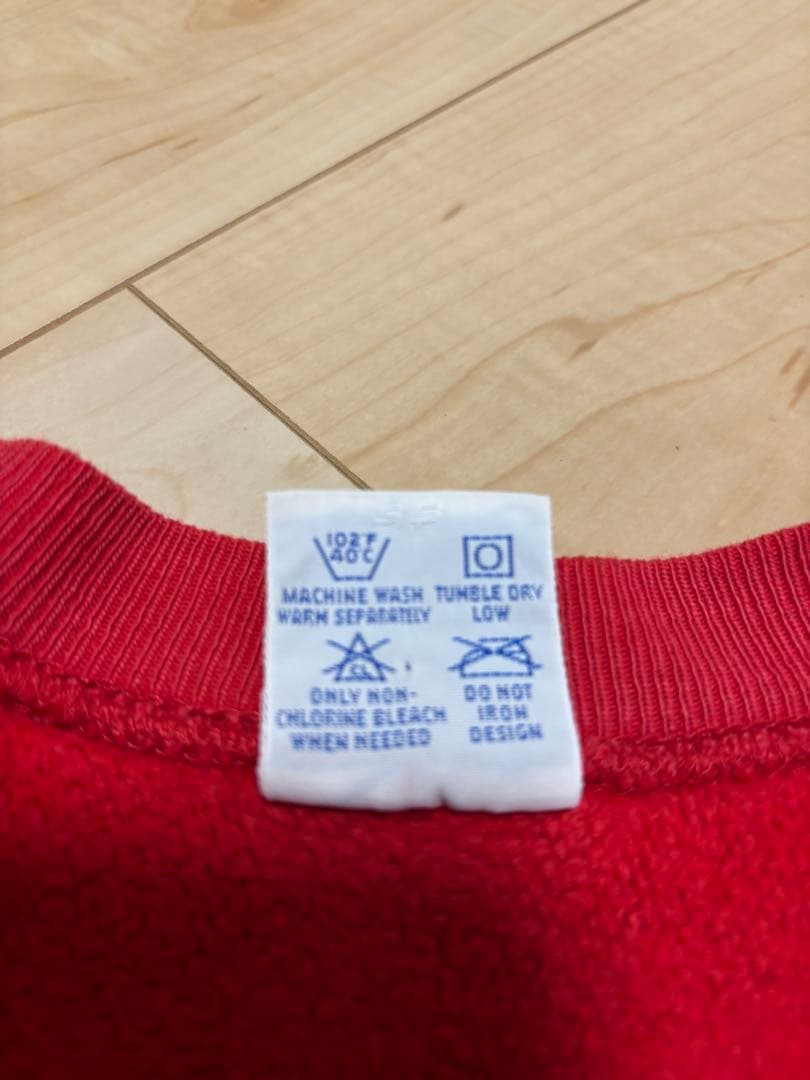 102°F
40°C
MACHINE WASH
WARM SEPARATELY
TUMBLE DRY
LOW
CL
ONLY NON-
CHLORINE BLEACH
WHEN NEEDED
DO NOT
IRON
DESIGN